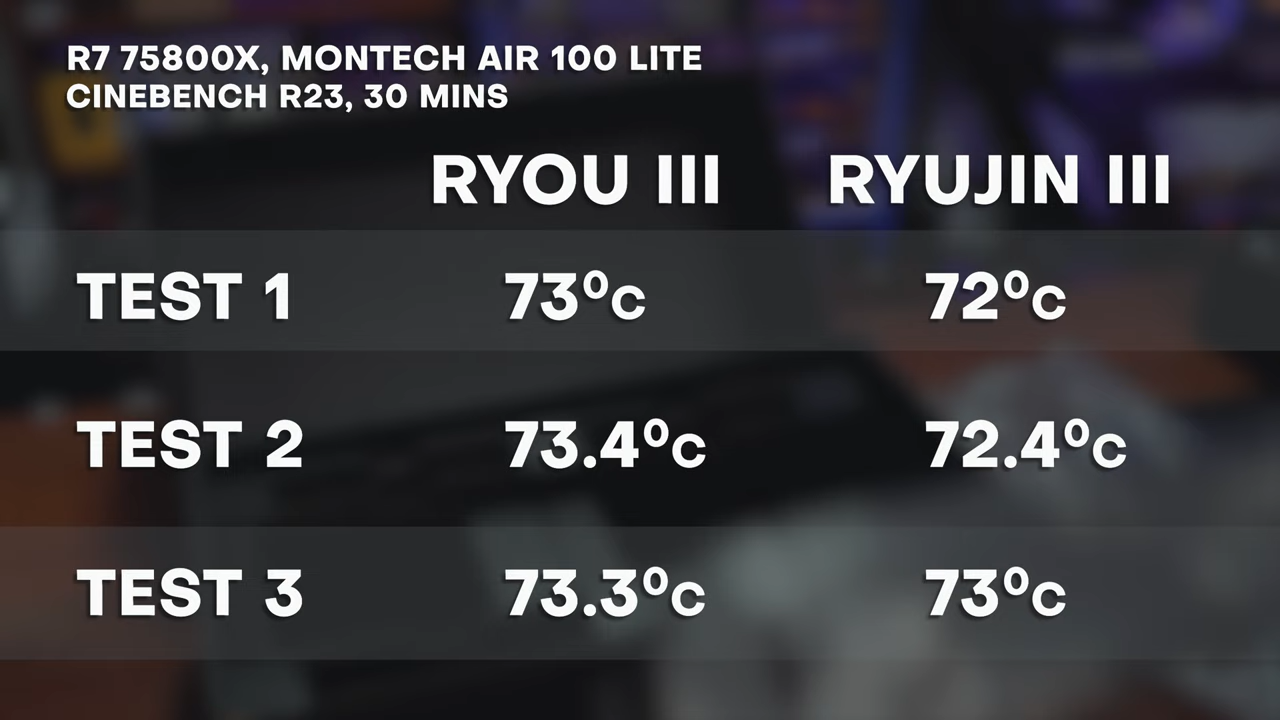 R7 75800X, MONTECH AIR 100 LITE
CINEBENCH R23, 30 MINS
RYOU III RYUJIN III
TEST 1 73ºC 72ºC
TEST 2 73.4ºC 72.4ºC
TEST 3 73.3ºC 73ºC